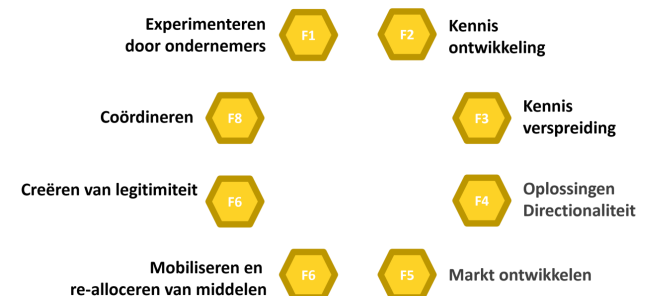 Experimenteren
door ondernemers
F1
F2
Kennis
ontwikkeling
Coördineren
F8
F3
Kennis
verspreiding
Creëren van legitimiteit
F6
F4
Oplossingen
Directionaliteit
Mobiliseren en
re-alloceren van middelen
F6
F5
Markt ontwikkelen